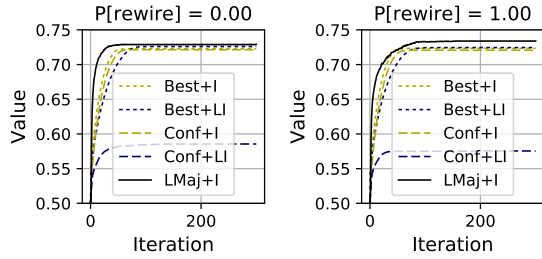 P[rewire] = 0.00
Value
0.75
0.70
0.65
0.60
0.55
0.50
Best+I
Best+LI
Conf+I
Conf+LI
LMaj+I
0
200
Iteration
P[rewire] = 1.00
Value
0.75
0.70
0.65
0.60
0.55
0.50
Best+I
Best+LI
Conf+I
Conf+LI
LMaj+I
0
200
Iteration